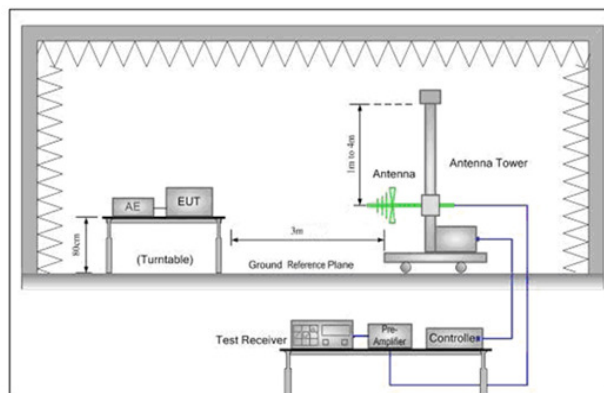 1m to 4m
Antenna
Antenna Tower
AE
EUT
80cm
(Turntable)
3m
Ground Reference Plane
Test Receiver
Pre-
Amplifier
Controller